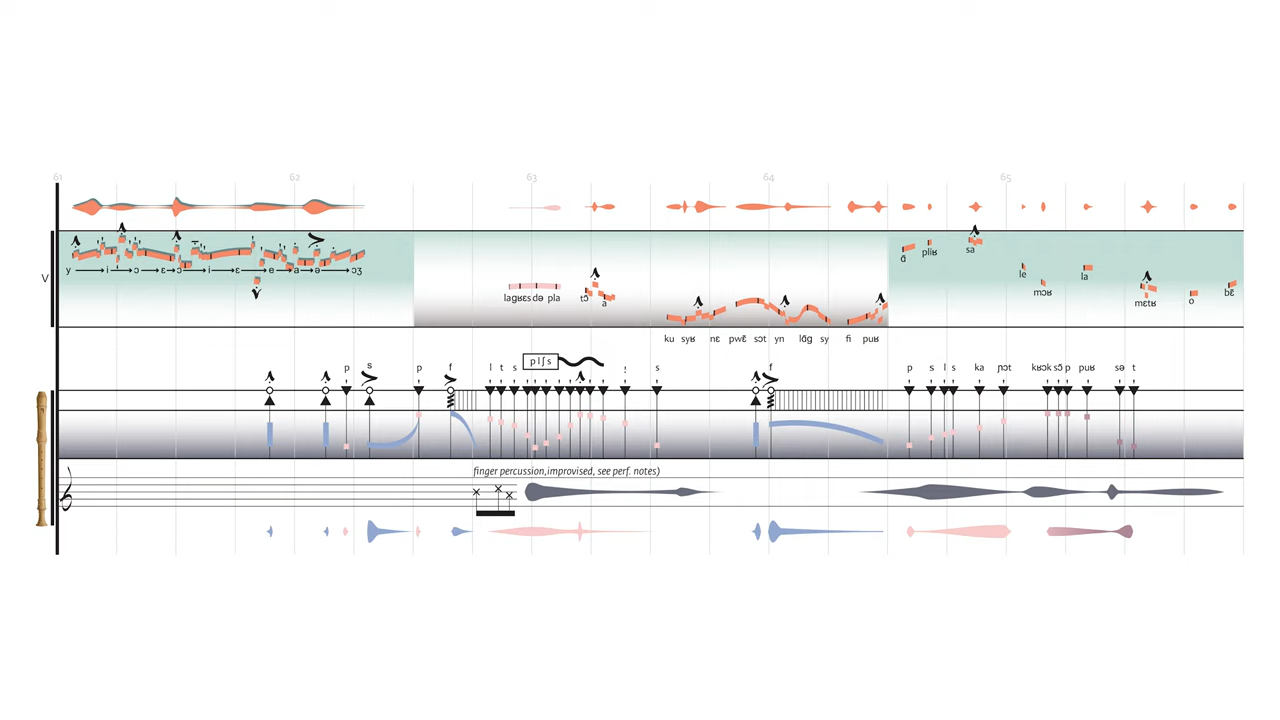 61 62 63 64 65
V
y i ɔ ɛ ɔ i ɛ e a ə ɔʒ
lagʁɛs də pla tɔ̃ a
ɑ̃ pliʁ sa le mɔʁ la mɛtʁ o bɛ̃
ku syʁ nɛ pwɛ̃ sɔt yn lɑ̃g sy fi puʁ
p s p f l t s p l ʃ s ! s f p s l s ka ɲɔt kʁɔk sɔ̃ p puʁ sə t
finger percussion,improvised, see perf. notes)